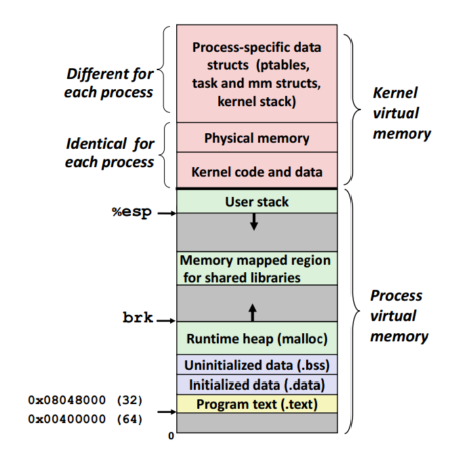 Process-specific data
structs (ptables,
task and mm structs,
kernel stack)
Different for
each process
Kernel
virtual
memory
Physical memory
Identical for
each process
Kernel code and data
User stack
%esp
Memory mapped region
for shared libraries
Process
virtual
memory
brk
Runtime heap (malloc)
Uninitialized data (.bss)
Initialized data (.data)
0x08048000 (32)
Program text (.text)
0x00400000 (64)
0